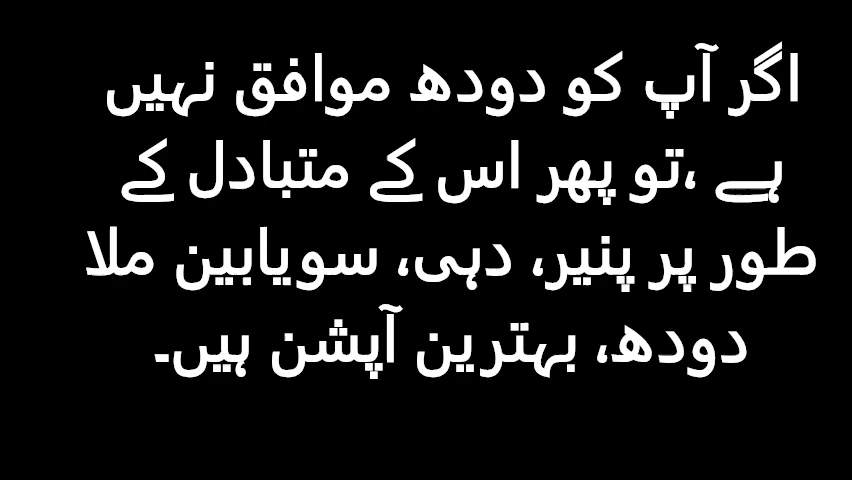 اگر آپ کو دودھ موافق نہیں
ہے ،تو پھر اس کے متبادل کے
طور پر پنیر، دہی، سویابین ملا
دودھ، بہترین آپشن ہیں۔